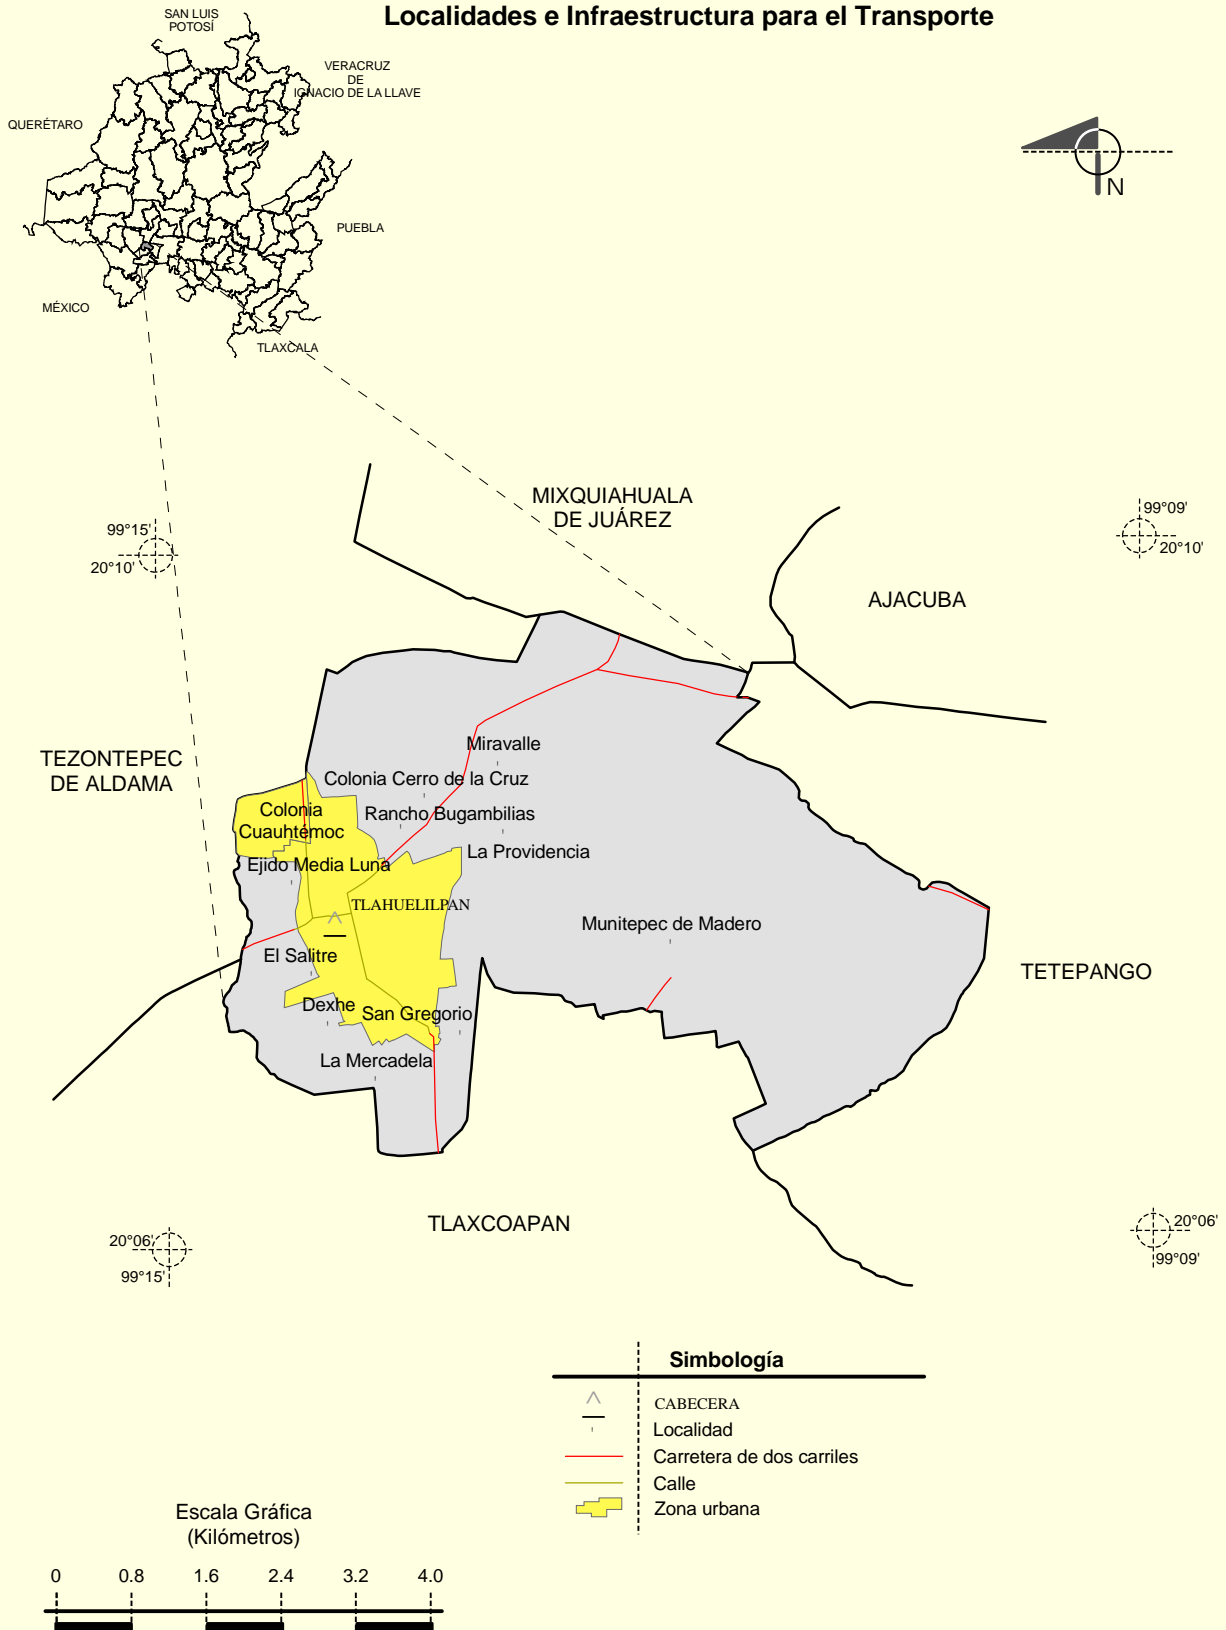 Localidades e Infraestructura para el Transporte
SAN LUIS
POTOSÍ
VERACRUZ
DE
IGNACIO DE LA LLAVE
QUERÉTARO
PUEBLA
MÉXICO
TLAXCALA
N
MIXQUIAHUALA
DE JUÁREZ
99°15'
20°10'
99°09'
20°10'
AJACUBA
TEZONTEPEC
DE ALDAMA
Miravalle
Colonia Cerro de la Cruz
Colonia
Cuauhtémoc
Rancho Bugambilias
La Providencia
Ejido Media Luna
TLAHUELILPAN
Munitepec de Madero
El Salitre
TETEPANGO
Dexhe
San Gregorio
La Mercadela
TLAXCOAPAN
20°06'
99°15'
20°06'
99°09'
Simbología
CABECERA
Localidad
Carretera de dos carriles
Calle
Zona urbana
Escala Gráfica
(Kilómetros)
0 0.8 1.6 2.4 3.2 4.0